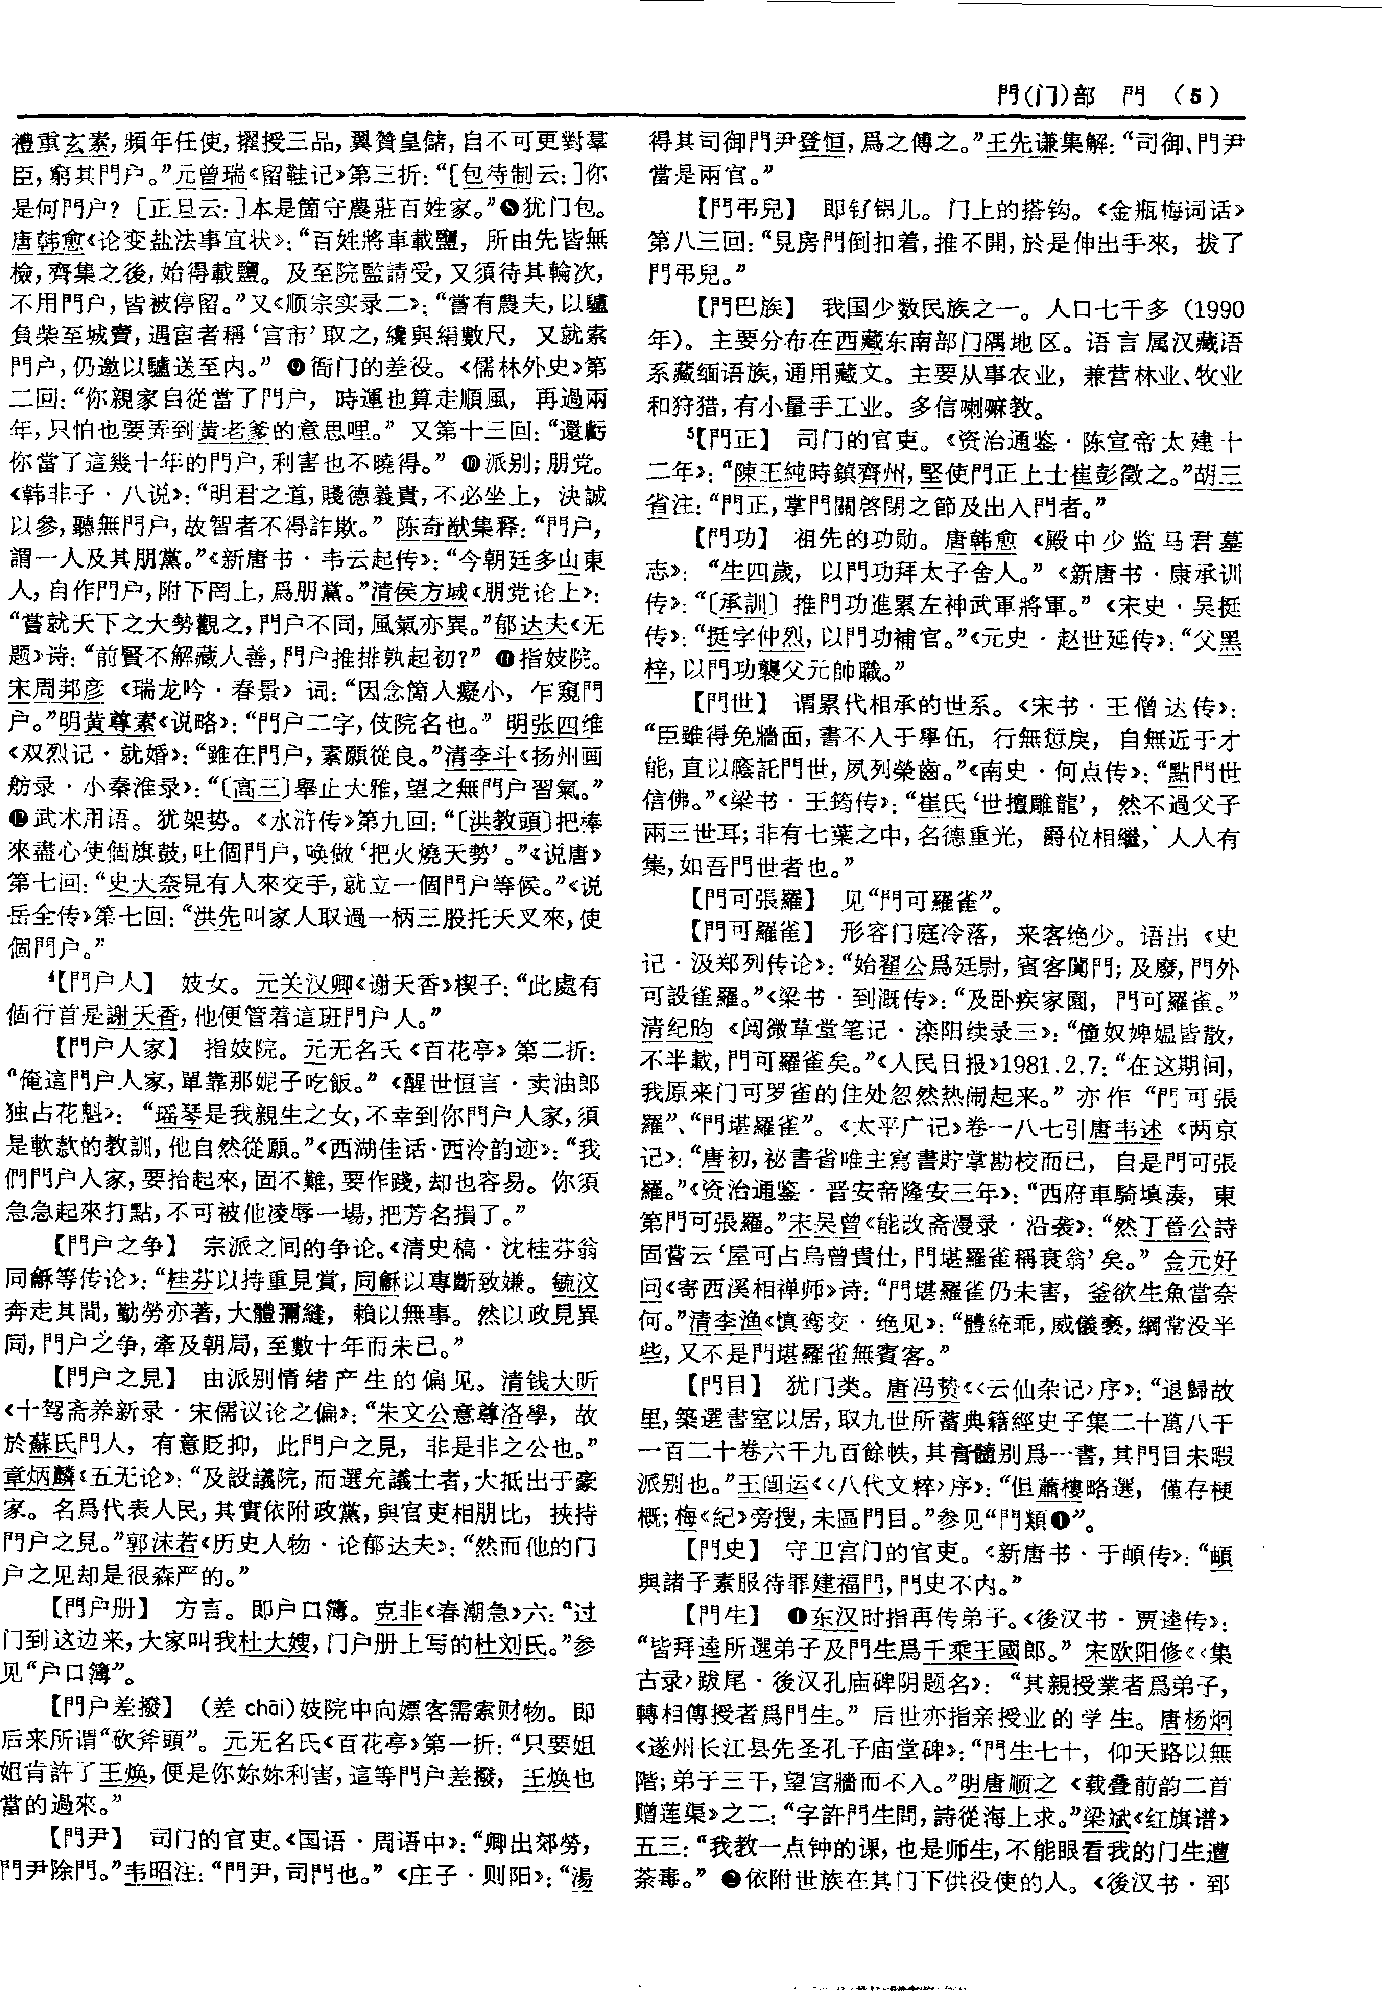 門(门)部　門　(5)
禮重玄素，頻年任使，擢授三品，翼贊皇儲，自不可更對羣
臣，窮其門户。”元曾瑞《留鞋记》第三折：“[包待制云：]你
是何門户？[正旦云：]本是箇守農莊百姓家。”❽犹门包。
唐韩愈《论变盐法事宜状》：“百姓將車載鹽，所由先皆無
檢，齊集之後，始得載鹽。及至院監請受，又須待其輪次，
不用門户，皆被停留。”又《顺宗实录二》：“嘗有農夫，以驢
負柴至城賣，遇宦者稱‘宫市’取之，纔與絹數尺，又就索
門户，仍邀以驢送至内。”❾衙门的差役。《儒林外史》第
二回：“你親家自從當了門户，時運也算走順風，再過兩
年，只怕也要弄到黄老爹的意思哩。”又第十三回：“還虧
你當了這幾十年的門户，利害也不曉得。”❿派别；朋党。
《韩非子·八说》：“明君之道，賤德義貴，不必坐上，決誠
以參，聽無門户，故智者不得詐欺。”陈奇猷集释：“門户，
謂一人及其朋黨。”《新唐书·韦云起传》：“今朝廷多山東
人，自作門户，附下罔上，爲朋黨。”清侯方域《朋党论上》：
“嘗就天下之大勢觀之，門户不同，風氣亦異。”郁达夫《无
题》诗：“前賢不解藏人善，門户推排孰起初？”⓫指妓院。
宋周邦彦《瑞龙吟·春景》词：“因念箇人癡小，乍窺門
户。”明黄尊素《说略》：“門户二字，伎院名也。”明张四维
《双烈记·就婚》：“雖在門户，素願從良。”清李斗《扬州画
舫录·小秦淮录》：“〔高三〕舉止大雅，望之無門户習氣。”
⓬武术用语。犹架势。《水浒传》第九回：“〔洪教頭〕把棒
來盡心使個旗鼓，吐個門户，唤做‘把火燒天勢’。”《说唐》
第七回：“史大奈見有人來交手，就立一個門户等候。”《说
岳全传》第七回：“洪先叫家人取過一柄三股托天叉來，使
個門户。”
⁴【門户人】　妓女。元关汉卿《谢天香》楔子：“此處有
個行首是謝天香，他便管着這班門户人。”
【門户人家】　指妓院。元无名氏《百花亭》第二折：
“俺這門户人家，單靠那妮子吃飯。”《醒世恒言·卖油郎
独占花魁》：“瑶琴是我親生之女，不幸到你門户人家，須
是軟款的教訓，他自然從願。”《西湖佳话·西泠韵迹》：“我
們門户人家，要抬起來，固不難，要作踐，却也容易。你須
急急起來打點，不可被他凌辱一場，把芳名損了。”
【門户之争】　宗派之间的争论。《清史稿·沈桂芬翁
同龢等传论》：“桂芬以持重見賞，同龢以專斷致嫌。毓汶
奔走其間，勤勞亦著，大體彌縫，賴以無事。然以政見異
同，門户之争，牽及朝局，至數十年而未已。”
【門户之見】　由派别情绪产生的偏见。清钱大昕
《十驾斋养新录·宋儒议论之偏》：“朱文公意尊洛學，故
於蘇氏門人，有意貶抑，此門户之見，非是非之公也。”
章炳麟《五无论》：“及設議院，而選充議士者，大抵出于豪
家。名爲代表人民，其實依附政黨，與官吏相朋比，挾持
門户之見。”郭沫若《历史人物·论郁达夫》：“然而他的门
户之见却是很森严的。”
【門户册】　方言。即户口簿。克非《春潮急》六：“过
门到这边来，大家叫我杜大嫂，门户册上写的杜刘氏。”参
见“户口簿”。
【門户差撥】　(差 chāi)妓院中向嫖客需索财物。即
后来所谓“砍斧頭”。元无名氏《百花亭》第一折：“只要姐
姐肯許了王焕，便是你妳妳利害，這等門户差撥，王焕也
當的過來。”
【門尹】　司门的官吏。《国语·周语中》：“卿出郊勞，
門尹除門。”韦昭注：“門尹，司門也。”《庄子·则阳》：“湯
得其司御門尹登恒，爲之傅之。”王先谦集解：“司御、門尹
當是兩官。”
【門弔兒】　即钌铞儿。门上的搭钩。《金瓶梅词话》
第八三回：“見房門倒扣着，推不開，於是伸出手來，拔了
門弔兒。”
【門巴族】　我国少数民族之一。人口七千多（1990
年）。主要分布在西藏东南部门隅地区。语言属汉藏语
系藏缅语族，通用藏文。主要从事农业，兼营林业、牧业
和狩猎，有小量手工业。多信喇嘛教。
⁵【門正】　司门的官吏。《资治通鉴·陈宣帝太建十
二年》：“陳王純時鎮齊州，堅使門正上士崔彭徵之。”胡三
省注：“門正，掌門關啓閉之節及出入門者。”
【門功】　祖先的功勋。唐韩愈《殿中少监马君墓
志》：“生四歲，以門功拜太子舍人。”《新唐书·康承训
传》：“〔承訓〕推門功進累左神武軍將軍。”《宋史·吴挺
传》：“挺字仲烈，以門功補官。”《元史·赵世延传》：“父黑
梓，以門功襲父元帥職。”
【門世】　谓累代相承的世系。《宋书·王僧达传》：
“臣雖得免牆面，書不入于學伍，行無愆戾，自無近于才
能，直以廕託門世，夙列榮齒。”《南史·何点传》：“點門世
信佛。”《梁书·王筠传》：“崔氏‘世擅雕龍’，然不過父子
兩三世耳；非有七葉之中，名德重光，爵位相繼，人人有
集，如吾門世者也。”
【門可張羅】　见“門可羅雀”。
【門可羅雀】　形容门庭冷落，来客绝少。语出《史
记·汲郑列传论》：“始翟公爲廷尉，賓客闐門；及廢，門外
可設雀羅。”《梁书·到溉传》：“及卧疾家園，門可羅雀。”
清纪昀《阅微草堂笔记·滦阳续录三》：“僮奴婢媪皆散，
不半載，門可羅雀矣。”《人民日报》1981.2.7：“在这期间，
我原来门可罗雀的住处忽然热闹起来。”亦作“門可張
羅”、“門堪羅雀”。《太平广记》卷一八七引唐韦述《两京
记》：“唐初，祕書省唯主寫書貯掌勘校而已，自是門可張
羅。”《资治通鉴·晋安帝隆安三年》：“西府車騎填湊，東
第門可張羅。”宋吴曾《能改斋漫录·沿袭》：“然丁晉公詩
固嘗云‘屋可占烏曾貴仕，門堪羅雀稱衰翁’矣。”金元好
问《寄西溪相禅师》诗：“門堪羅雀仍未害，釜欲生魚當奈
何。”清李渔《慎鸾交·绝见》：“體統乖，威儀褻，綱常没半
些，又不是門堪羅雀無賓客。”
【門目】　犹门类。唐冯贽《〈云仙杂记〉序》：“退歸故
里，築選書室以居，取九世所蓄典籍經史子集二十萬八千
一百二十卷六千九百餘帙，其膏髓别爲一書，其門目未暇
派别也。”王闿运《〈八代文粹〉序》：“但蕭樓略選，僅存梗
概；梅《紀》旁搜，未區門目。”参见“門類❶”。
【門史】　守卫宫门的官吏。《新唐书·于頔传》：“頔
與諸子素服待罪建福門，門史不内。”
【門生】　❶东汉时指再传弟子。《後汉书·贾逵传》：
“皆拜逵所選弟子及門生爲千乘王國郎。”宋欧阳修《〈集
古录〉跋尾·後汉孔庙碑阴题名》：“其親授業者爲弟子，
轉相傳授者爲門生。”后世亦指亲授业的学生。唐杨炯
《遂州长江县先圣孔子庙堂碑》：“門生七十，仰天路以無
階；弟子三千，望宫牆而不入。”明唐顺之《载叠前韵二首
赠莲渠》之二：“字許門生問，詩從海上求。”梁斌《红旗谱》
五三：“我教一点钟的课，也是师生，不能眼看我的门生遭
荼毒。”❷依附世族在其门下供役使的人。《後汉书·郅